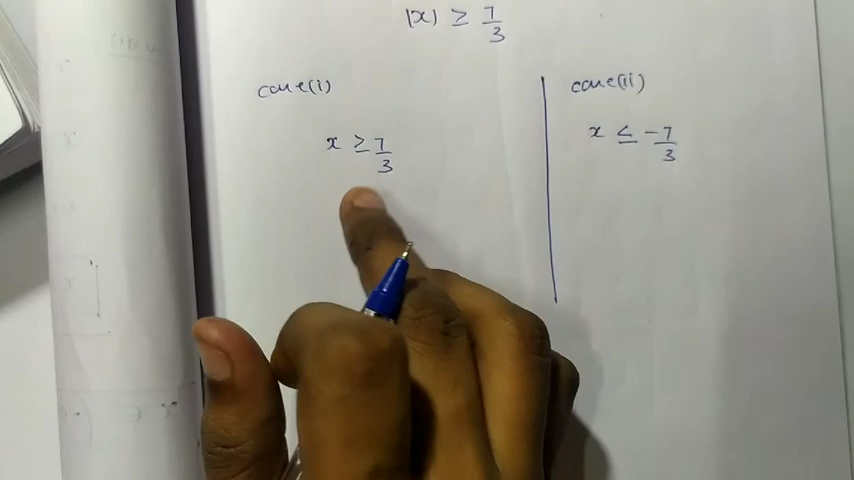 |x| ≥ 7/3
case(i)
x ≥ 7/3
case(ii)
x ≤ -7/3